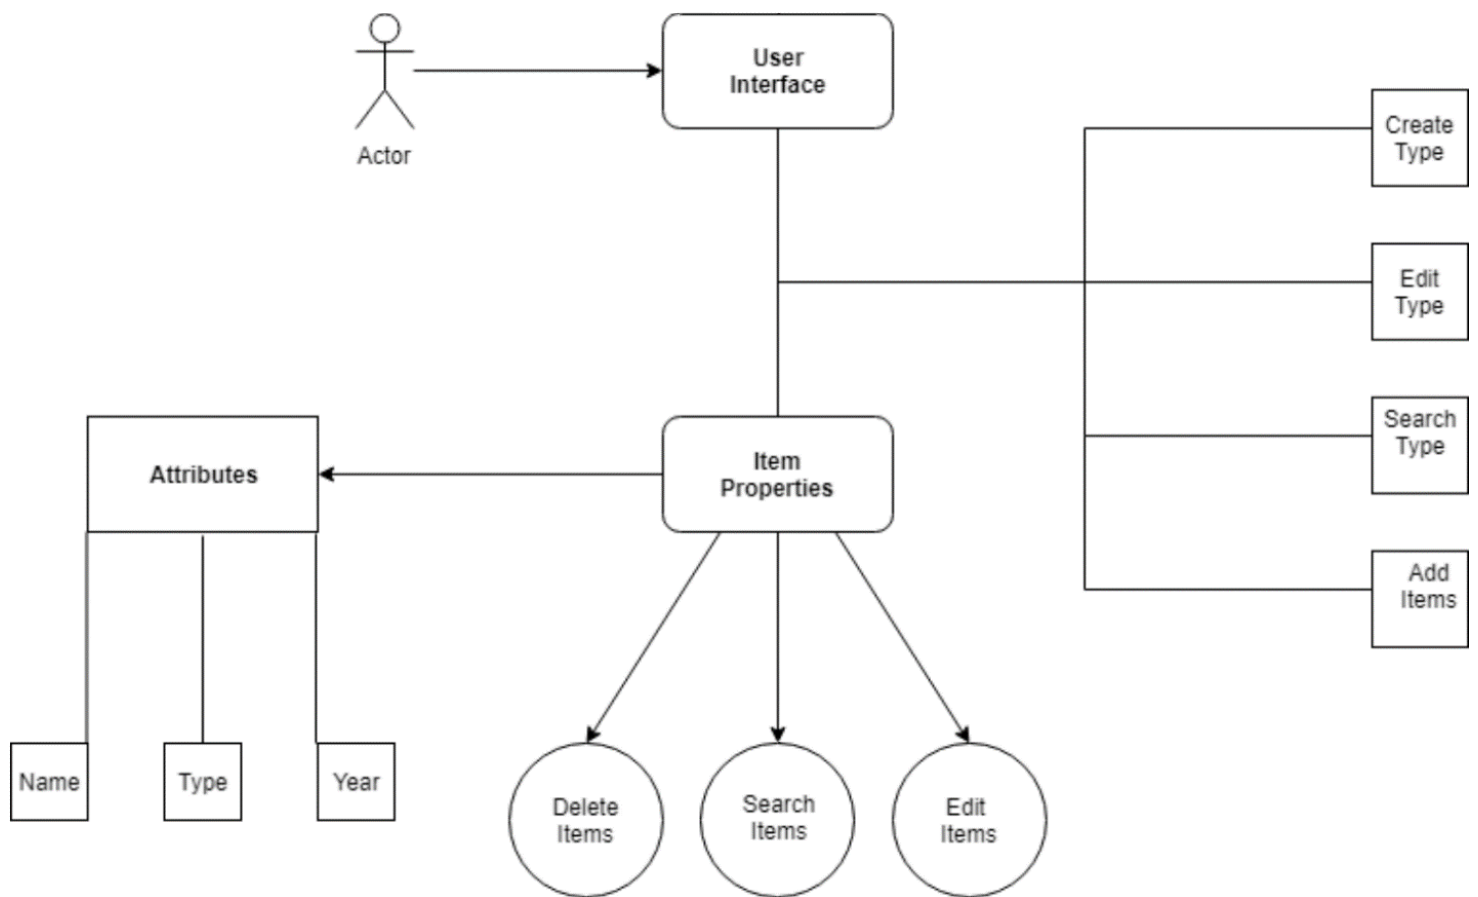 User
Interface
Actor
Create
Type
Edit
Type
Search
Type
Add
Items
Attributes
Item
Properties
Name
Type
Year
Delete
Items
Search
Items
Edit
Items